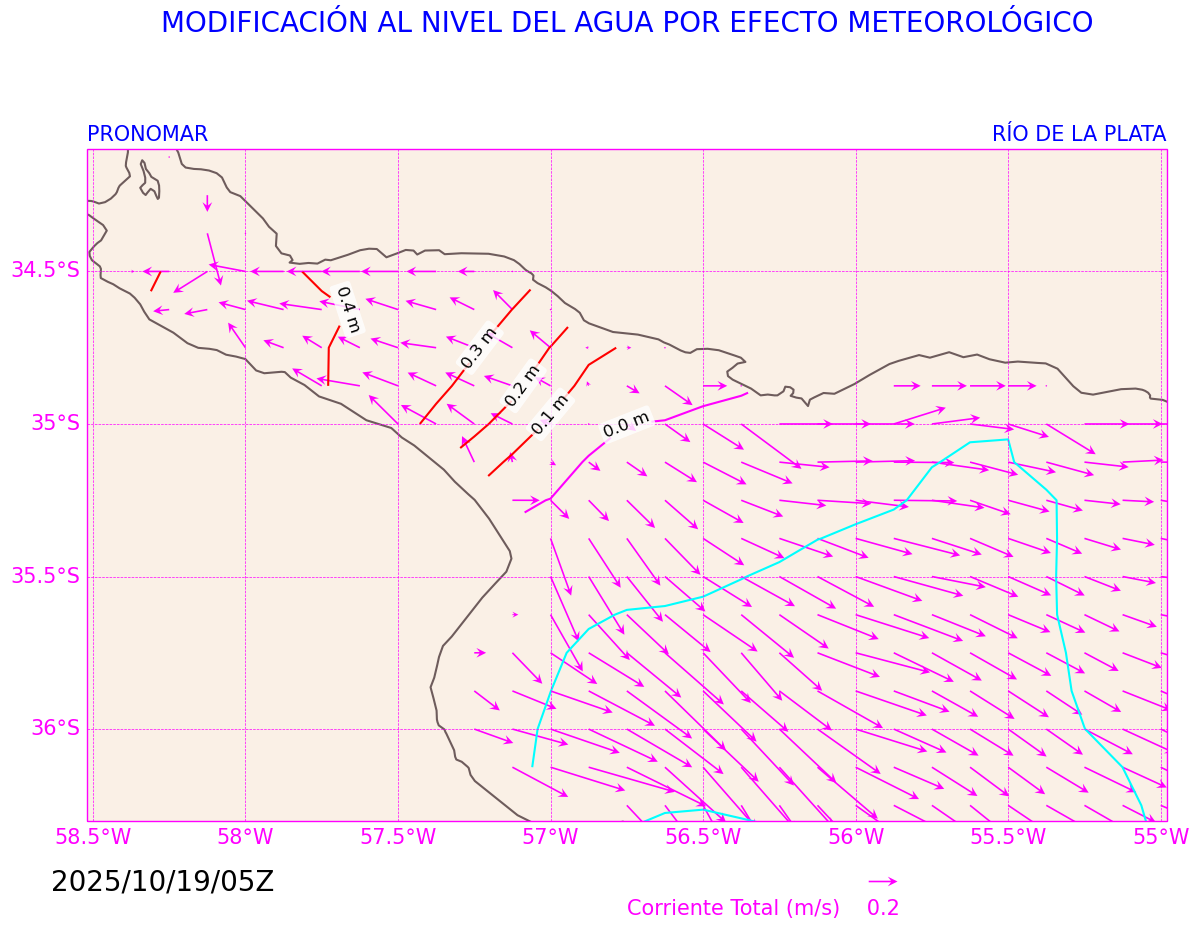 MODIFICACIÓN AL NIVEL DEL AGUA POR EFECTO METEOROLÓGICO
PRONOMAR
RÍO DE LA PLATA
34.5°S
0.4 m
0.3 m
0.2 m
0.1 m
0.0 m
35°S
35.5°S
36°S
58.5°W 58°W 57.5°W 57°W 56.5°W 56°W 55.5°W 55°W
2025/10/19/05Z
Corriente Total (m/s) 0.2